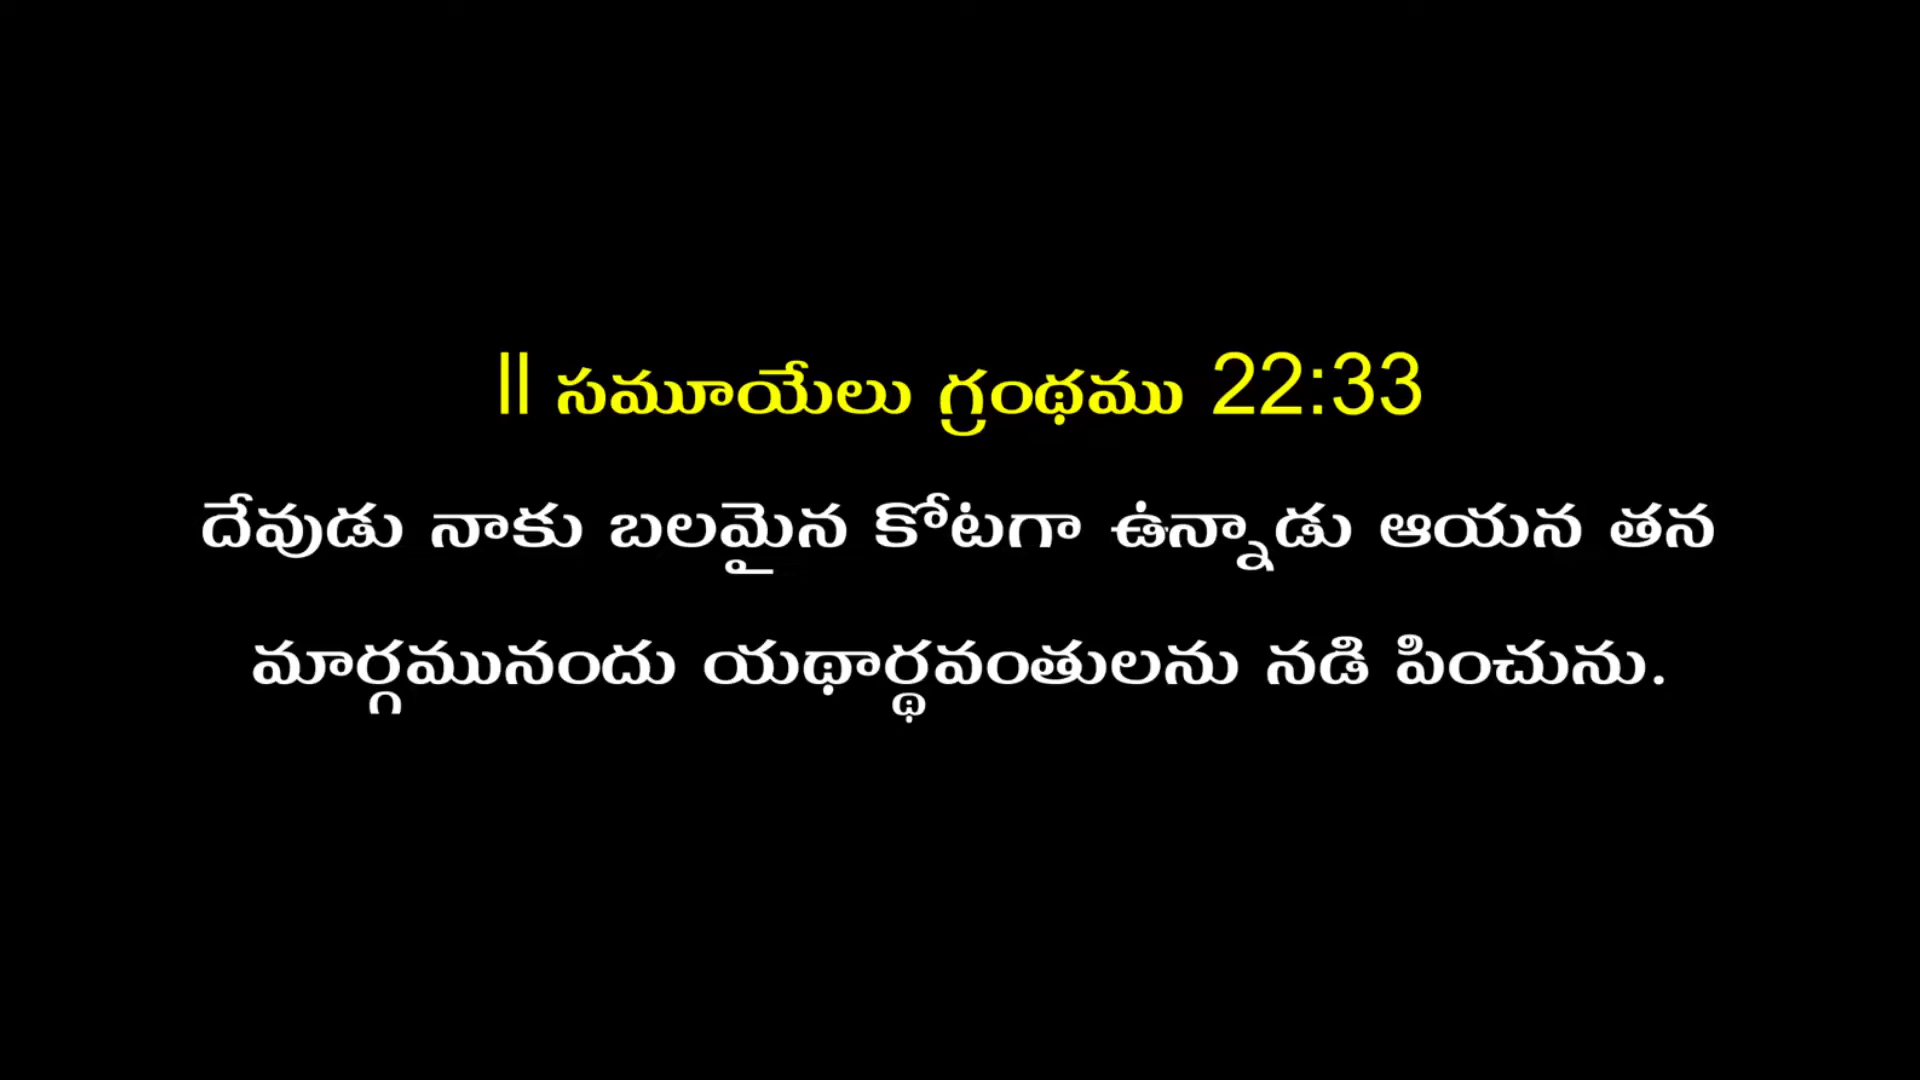 II సమూయేలు గ్రంథము 22:33
దేవుడు నాకు బలమైన కోటగా ఉన్నాడు ఆయన తన
మార్గమునందు యథార్థవంతులను నడి పించును.